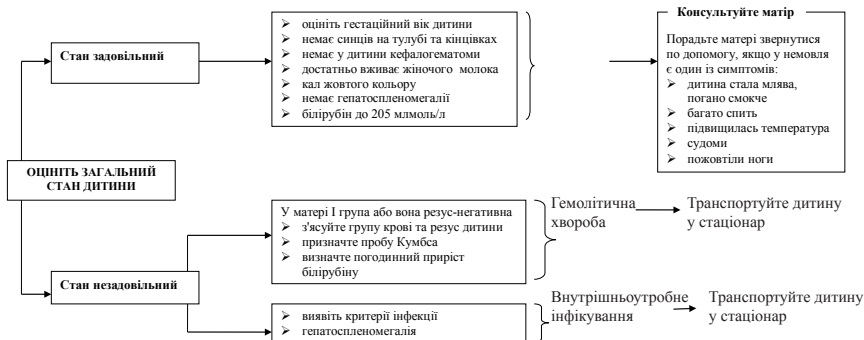 Стан задовільний
оцініть гестаційний вік дитини
немає синців на тулубі та кінцівках
немає у дитини кефалогематоми
достатньо вживає жіночого молока
кал жовтого кольору
немає гепатоспленомегалії
білірубін до 205 млмоль/л
Консультуйте матір
Порадьте матері звернутися
по допомогу, якщо у немовля
є один із симптомів:
дитина стала млява,
погано смокче
багато спить
підвищилась температура
судоми
пожовтіли ноги
ОЦІНІТЬ ЗАГАЛЬНИЙ
СТАН ДИТИНИ
Стан незадовільний
У матері І група або вона резус-негативна
з'ясуйте групу крові та резус дитини
призначте пробу Кумбса
визначте погодинний приріст
білірубіну
Гемолітична
хвороба
Транспортуйте дитину
у стаціонар
виявіть критерії інфекції
гепатоспленомегалія
Внутрішньоутробне
інфікування
Транспортуйте дитину
у стаціонар